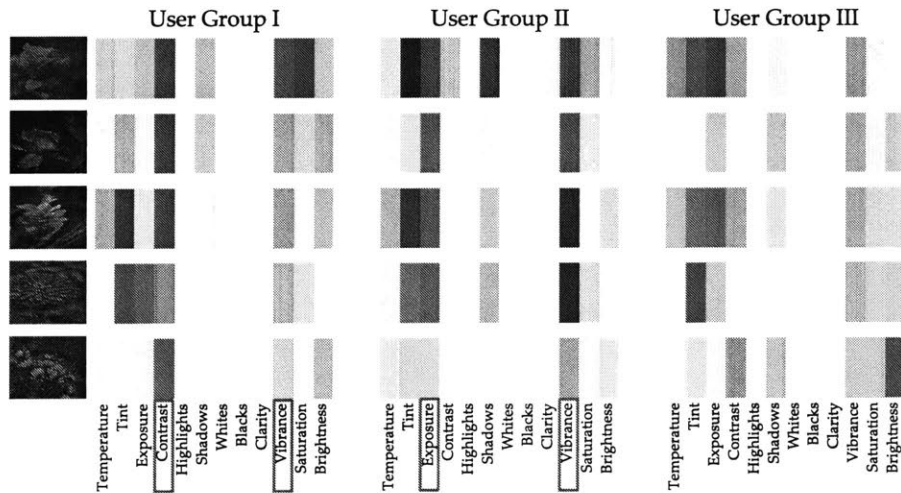 User Group I
User Group II
User Group III
Temperature
Tint
Exposure
Contrast
Highlights
Shadows
Whites
Blacks
Clarity
Vibrance
Saturation
Brightness
Temperature
Tint
Exposure
Contrast
Highlights
Shadows
Whites
Blacks
Clarity
Vibrance
Saturation
Brightness
Temperature
Tint
Exposure
Contrast
Highlights
Shadows
Whites
Blacks
Clarity
Vibrance
Saturation
Brightness